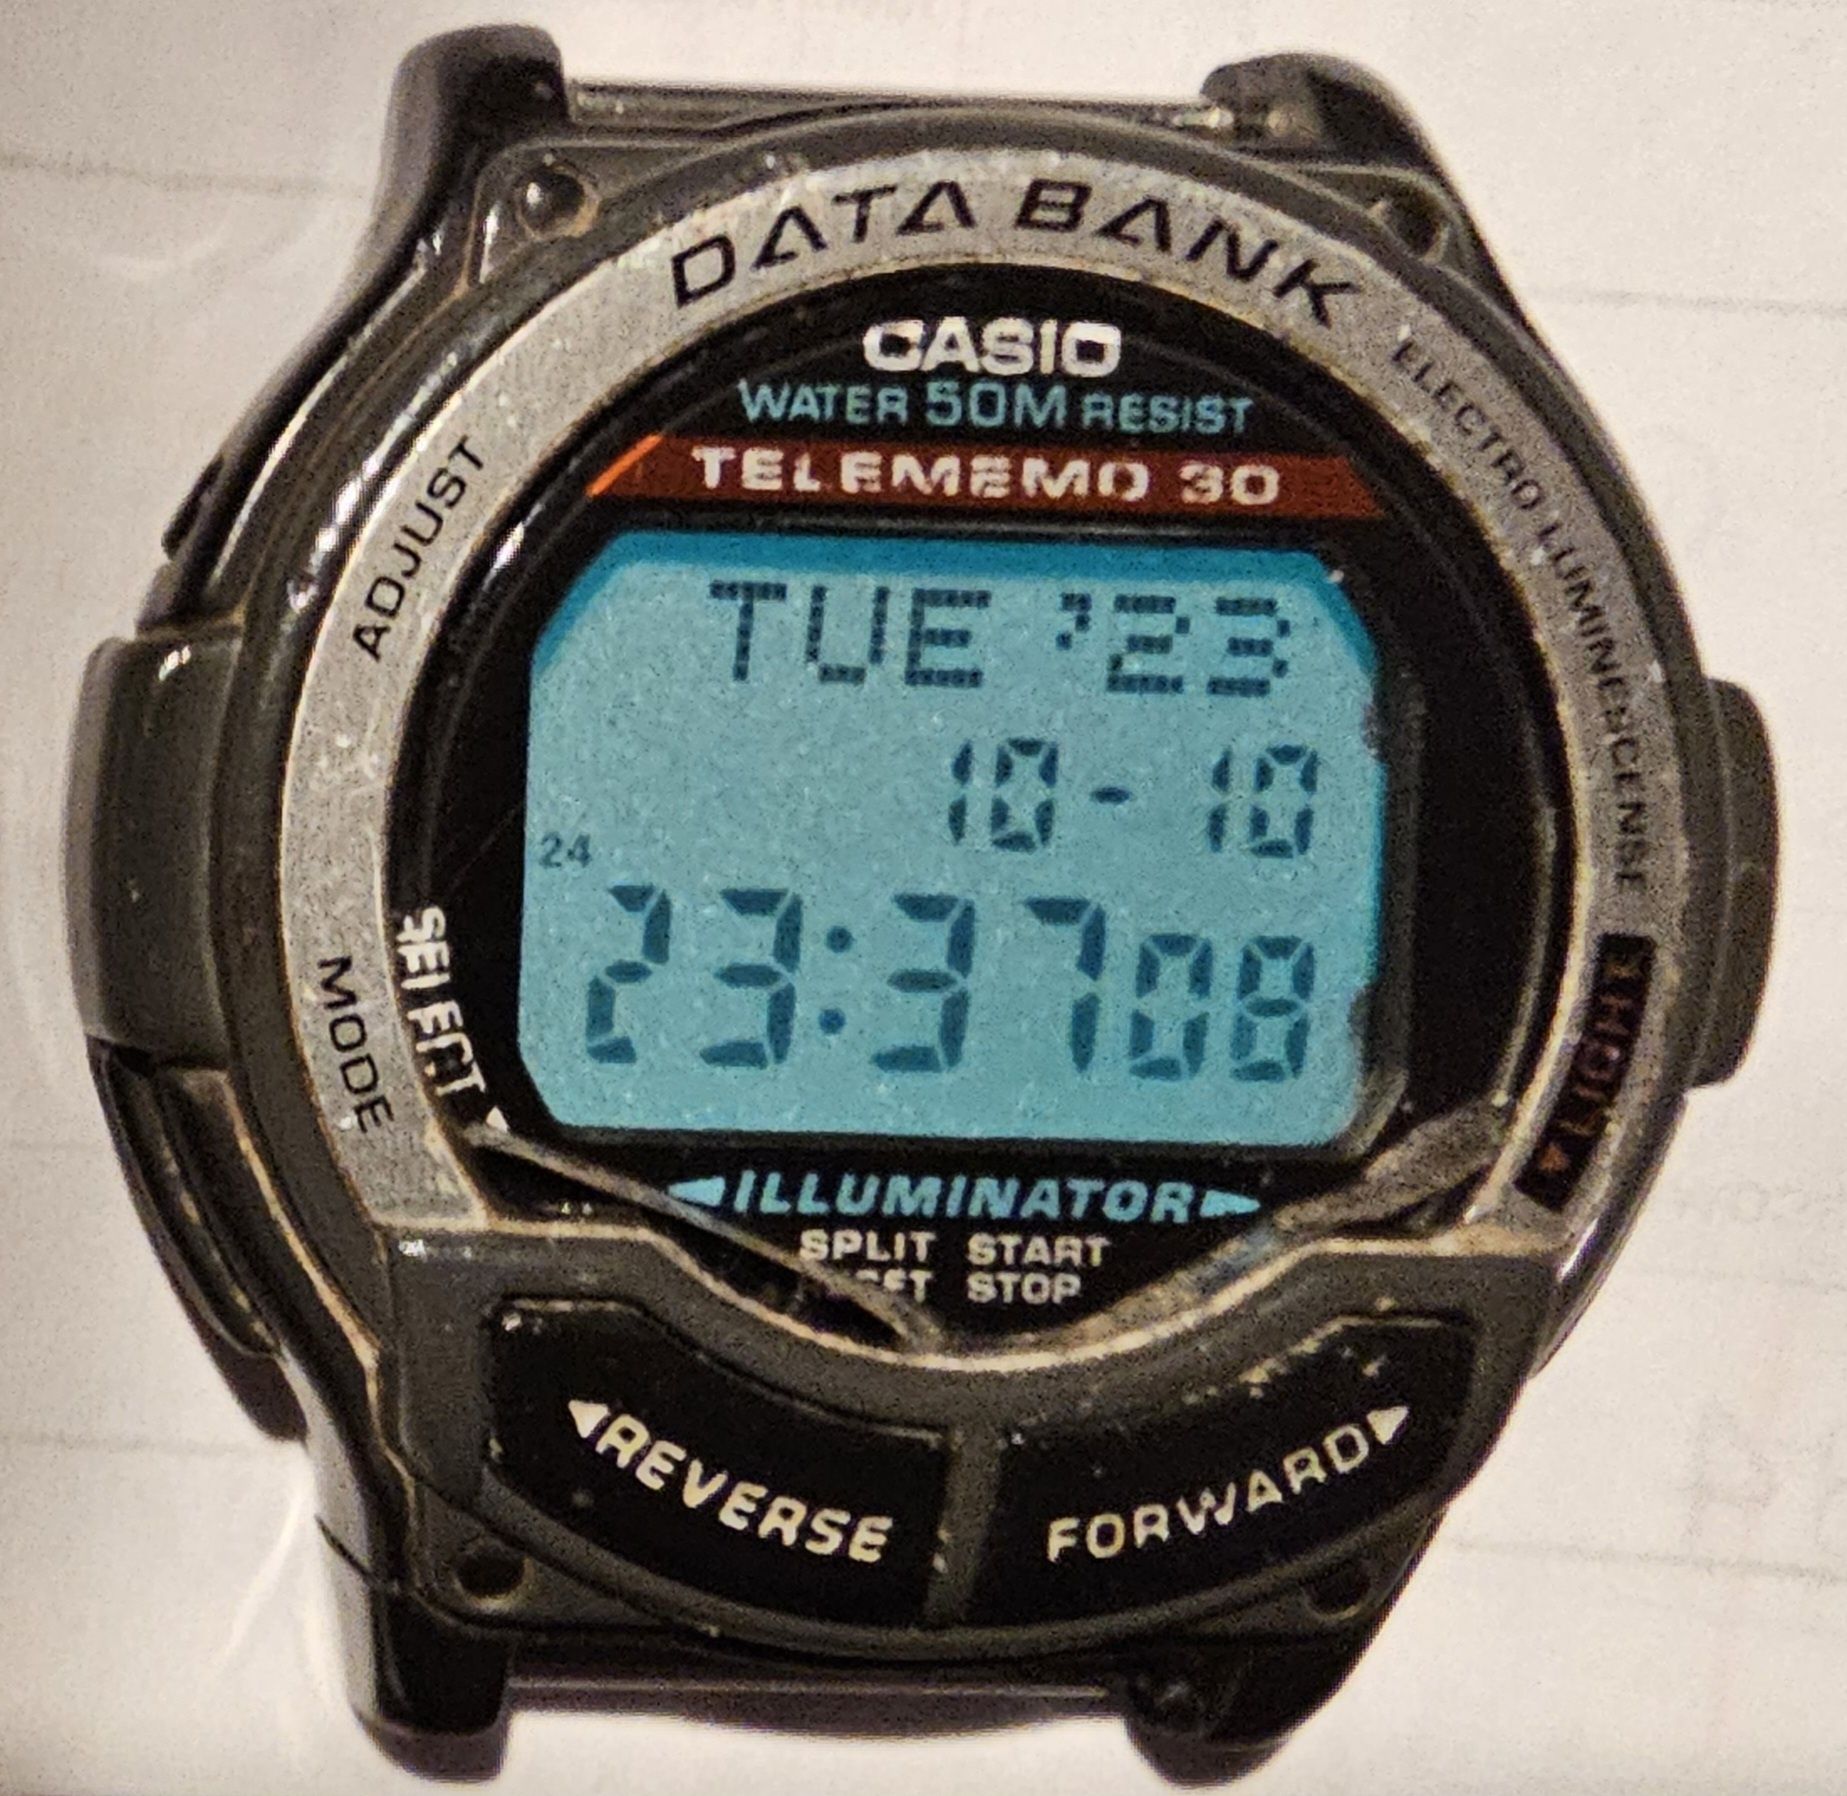 DATA BANK
ELECTRO LUMINESCENSE
CASIO
WATER 50M RESIST
TELEMEMO 30
ADJUST
TUE '23
10-10
24
23:37 08
MODE
SELECT
LIGHT
ILLUMINATOR
SPLIT START
STOP
REVERSE
FORWARD